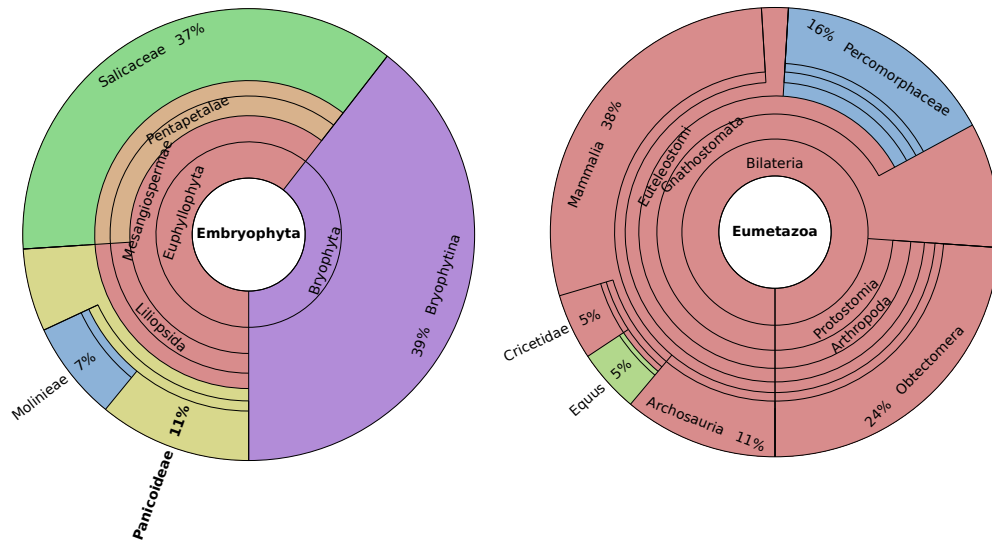 Salicaceae 37%
Pentapetalae
Mesangiospermae
Euphyllophyta
Embryophyta
Bryophyta
39% Bryophytina
Liliopsida
Molinieae 7%
Panicoideae 11%
16% Percomorphaceae
Mammalia 38%
Euteleostomi
Gnathostomata
Bilateria
Eumetazoa
Protostomia
Arthropoda
24% Obtectomera
Cricetidae 5%
Equus 5%
Archosauria 11%